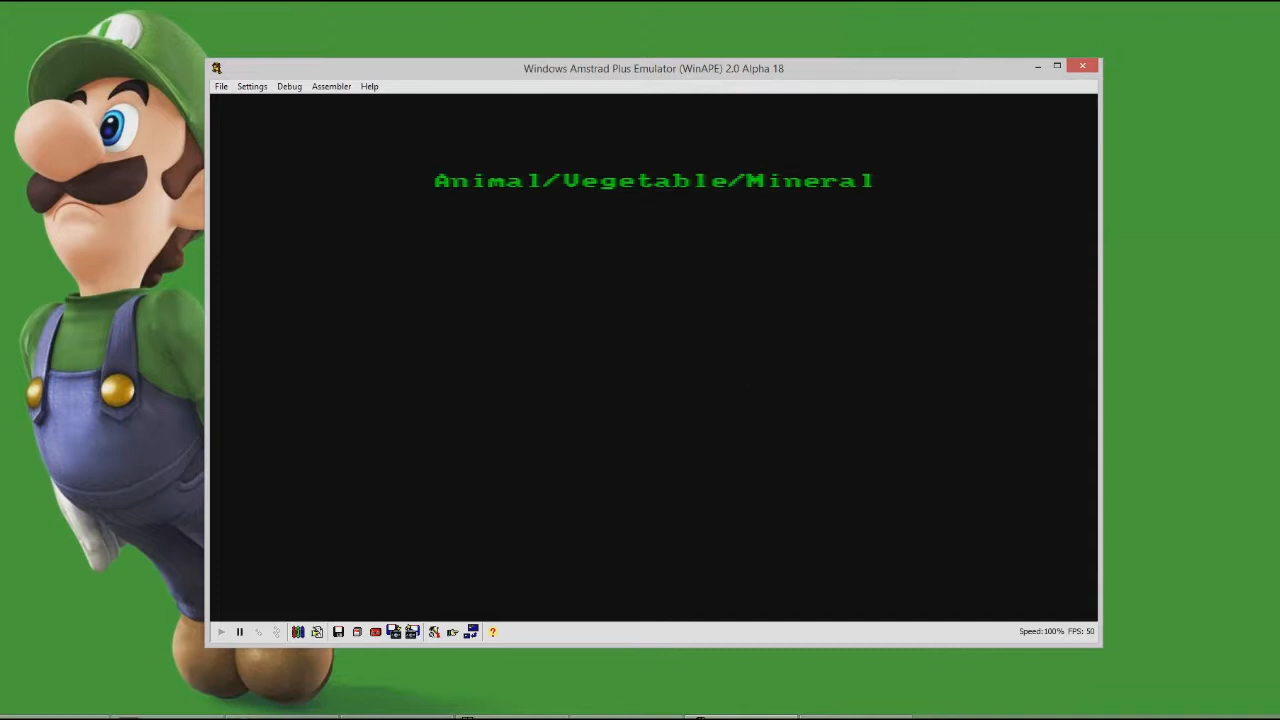 Windows Amstrad Plus Emulator (WinAPE) 2.0 Alpha 18
File Settings Debug Assembler Help
Animal/Vegetable/Mineral
Speed:100% FPS: 50